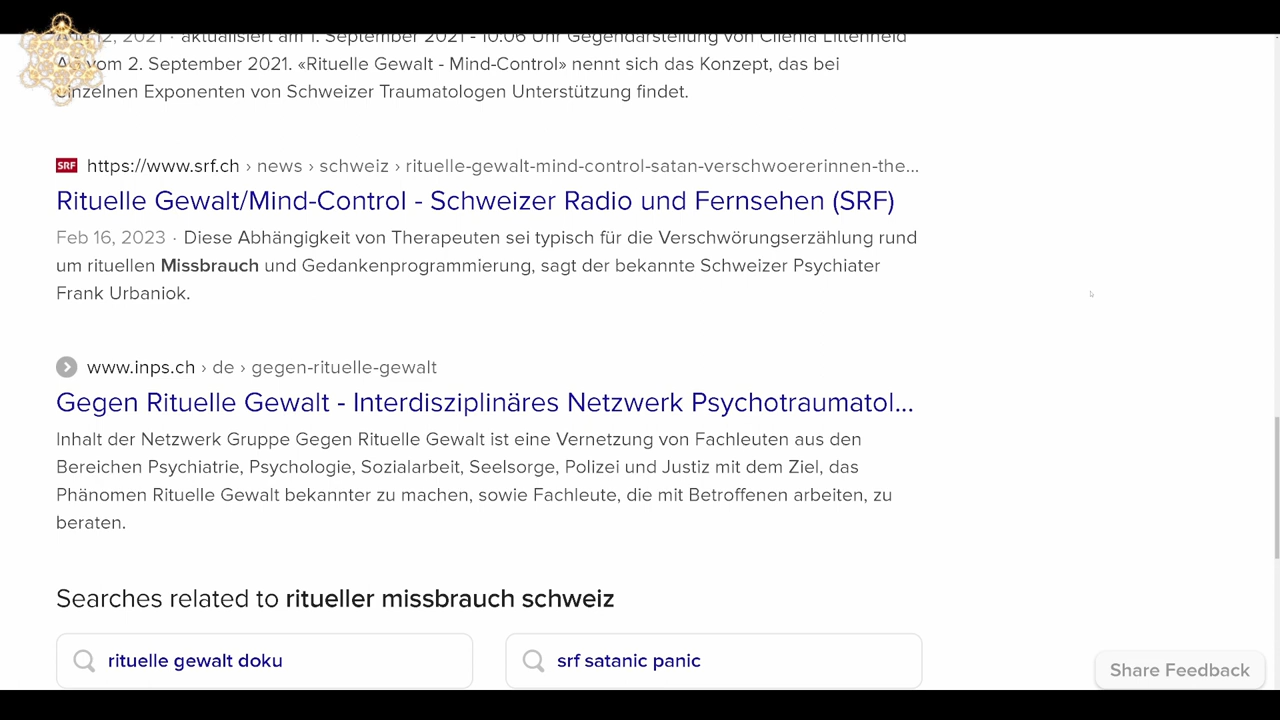 Aug 12, 2021 · aktualisiert am 1. September 2021 - 10:06 Uhr Gegendarstellung von Clienia Littenheid
AG vom 2. September 2021. «Rituelle Gewalt - Mind-Control» nennt sich das Konzept, das bei
einzelnen Exponenten von Schweizer Traumatologen Unterstützung findet.
SRF https://www.srf.ch › news › schweiz › rituelle-gewalt-mind-control-satan-verschwoererinnen-the...
Rituelle Gewalt/Mind-Control - Schweizer Radio und Fernsehen (SRF)
Feb 16, 2023 · Diese Abhängigkeit von Therapeuten sei typisch für die Verschwörungserzählung rund
um rituellen Missbrauch und Gedankenprogrammierung, sagt der bekannte Schweizer Psychiater
Frank Urbaniok.
www.inps.ch › de › gegen-rituelle-gewalt
Gegen Rituelle Gewalt - Interdisziplinäres Netzwerk Psychotraumatol...
Inhalt der Netzwerk Gruppe Gegen Rituelle Gewalt ist eine Vernetzung von Fachleuten aus den
Bereichen Psychiatrie, Psychologie, Sozialarbeit, Seelsorge, Polizei und Justiz mit dem Ziel, das
Phänomen Rituelle Gewalt bekannter zu machen, sowie Fachleute, die mit Betroffenen arbeiten, zu
beraten.
Searches related to ritueller missbrauch schweiz
rituelle gewalt doku
srf satanic panic
Share Feedback